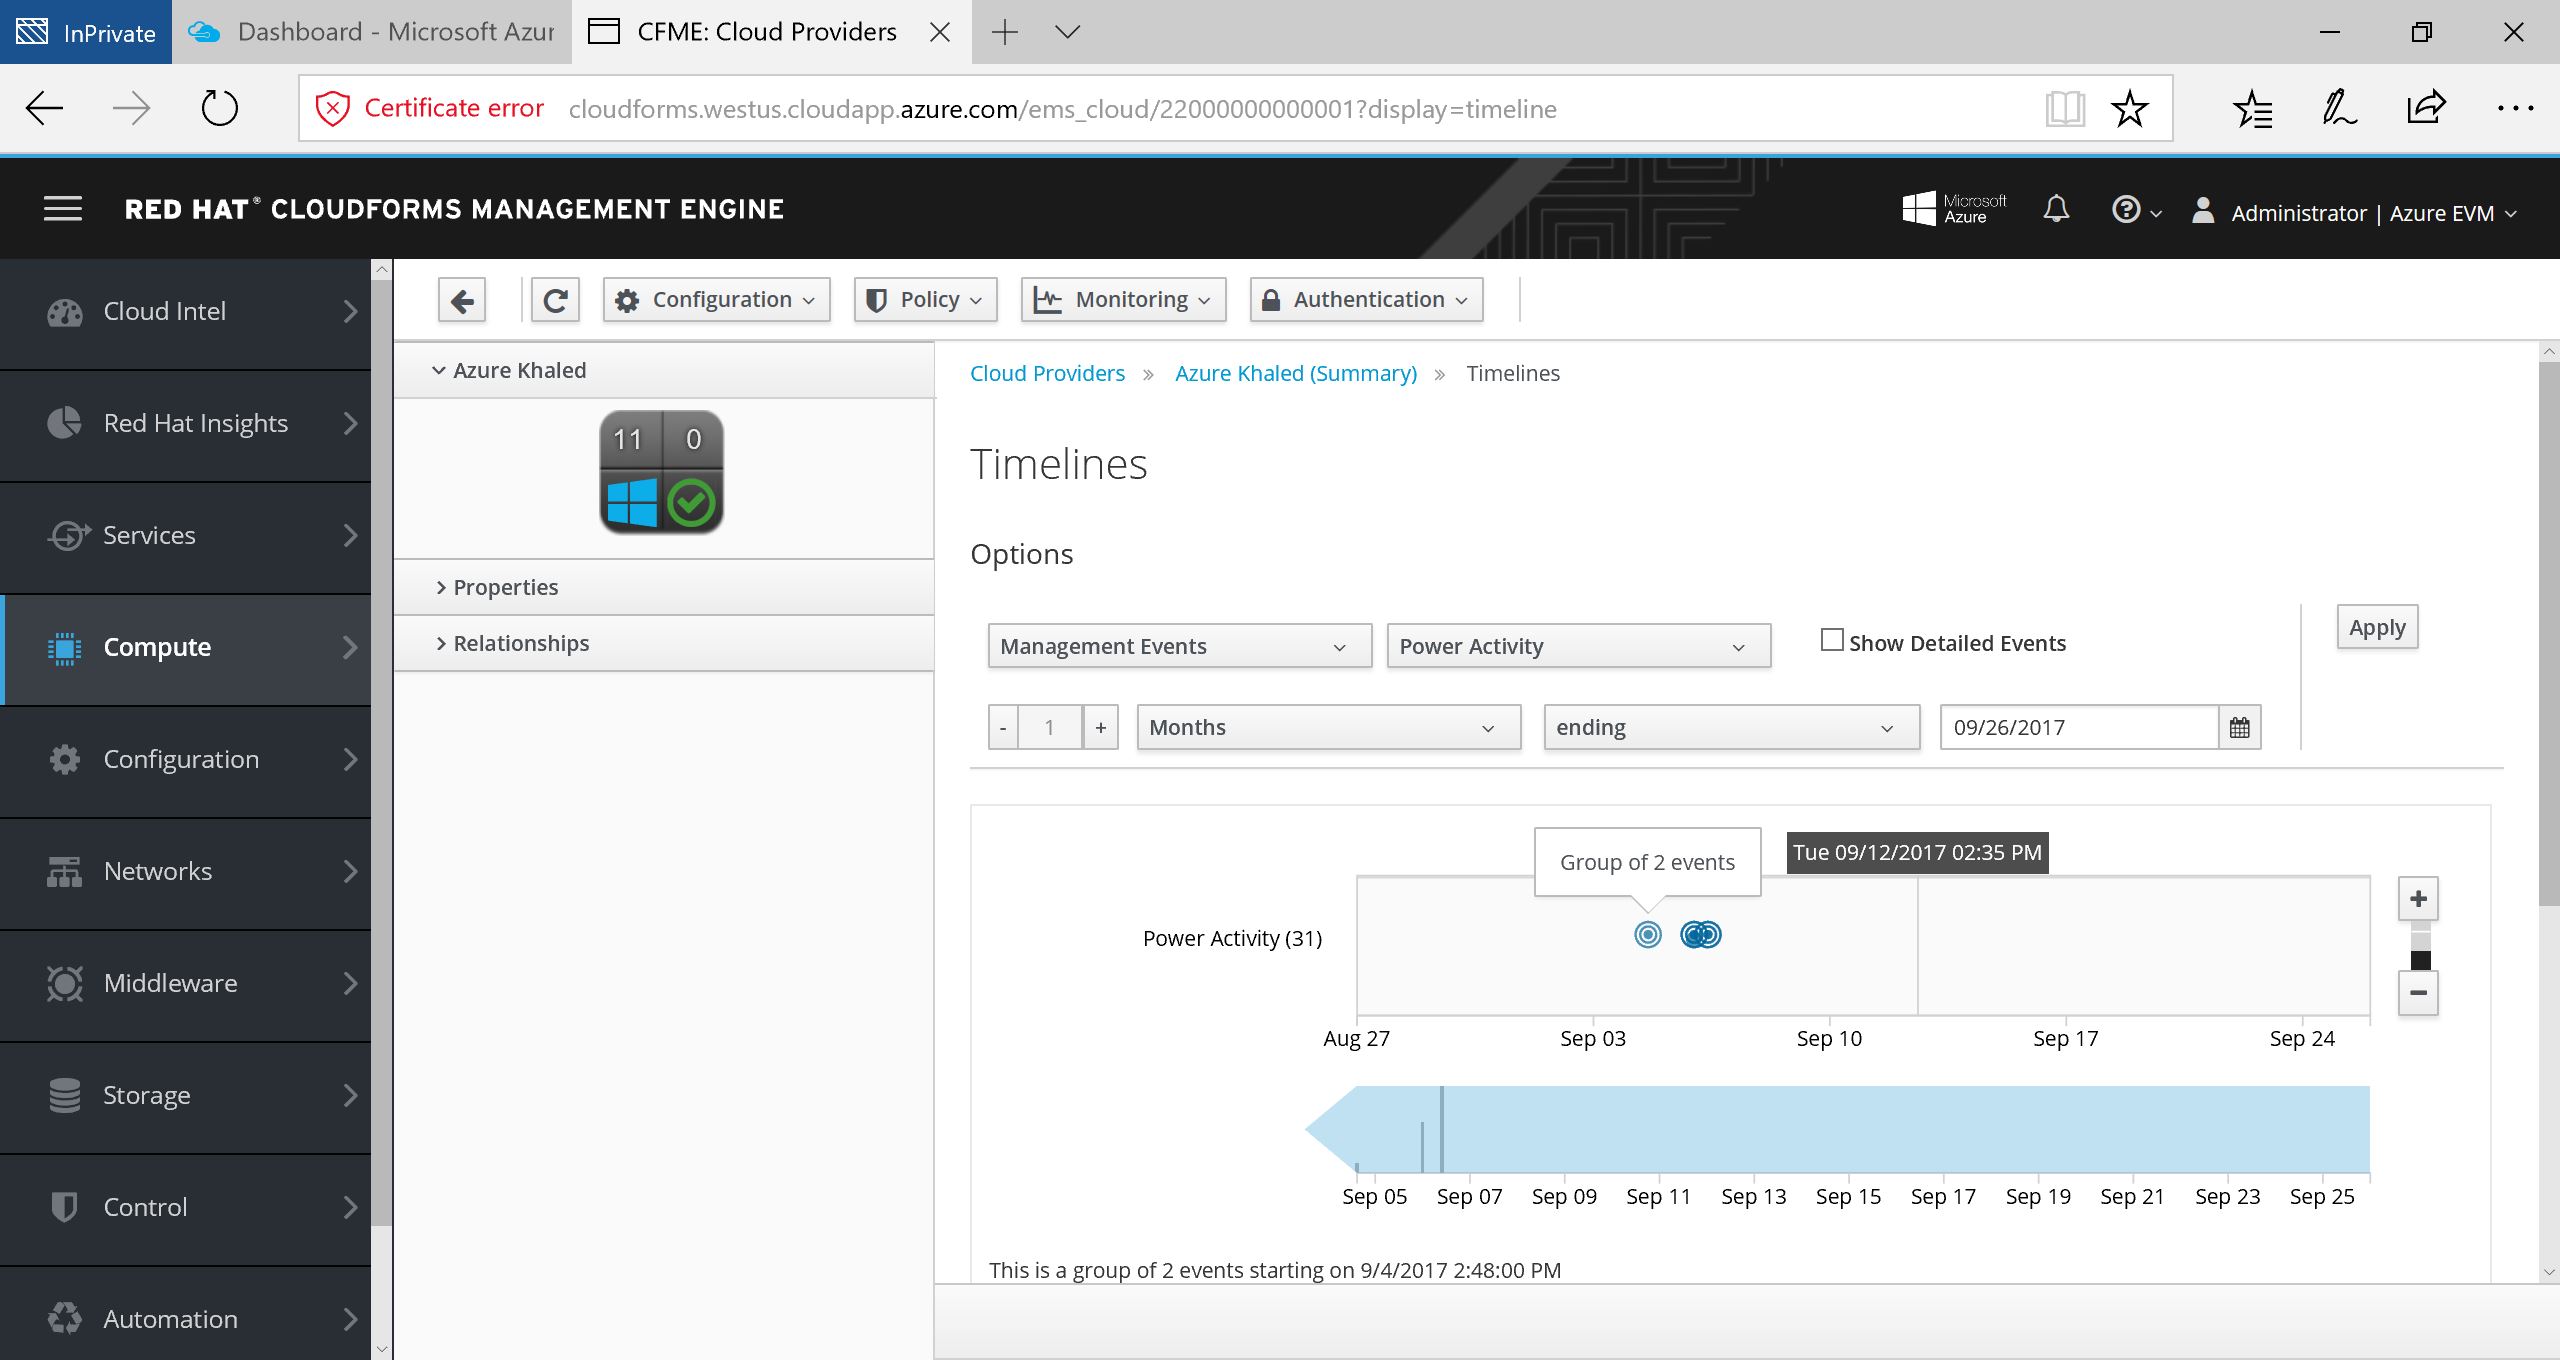 InPrivate
Dashboard - Microsoft Azur
CFME: Cloud Providers
Certificate error
cloudforms.westus.cloudapp.azure.com/ems_cloud/22000000000001?display=timeline
RED HAT® CLOUDFORMS MANAGEMENT ENGINE
Microsoft
Azure
Administrator | Azure EVM
Cloud Intel
Red Hat Insights
Services
Compute
Configuration
Networks
Middleware
Storage
Control
Automation
Configuration
Policy
Monitoring
Authentication
Azure Khaled
11 0
Properties
Relationships
Cloud Providers » Azure Khaled (Summary) » Timelines
Timelines
Options
Management Events
Power Activity
Show Detailed Events
Apply
- 1 +
Months
ending
09/26/2017
Group of 2 events
Tue 09/12/2017 02:35 PM
Power Activity (31)
Aug 27 Sep 03 Sep 10 Sep 17 Sep 24
Sep 05 Sep 07 Sep 09 Sep 11 Sep 13 Sep 15 Sep 17 Sep 19 Sep 21 Sep 23 Sep 25
This is a group of 2 events starting on 9/4/2017 2:48:00 PM